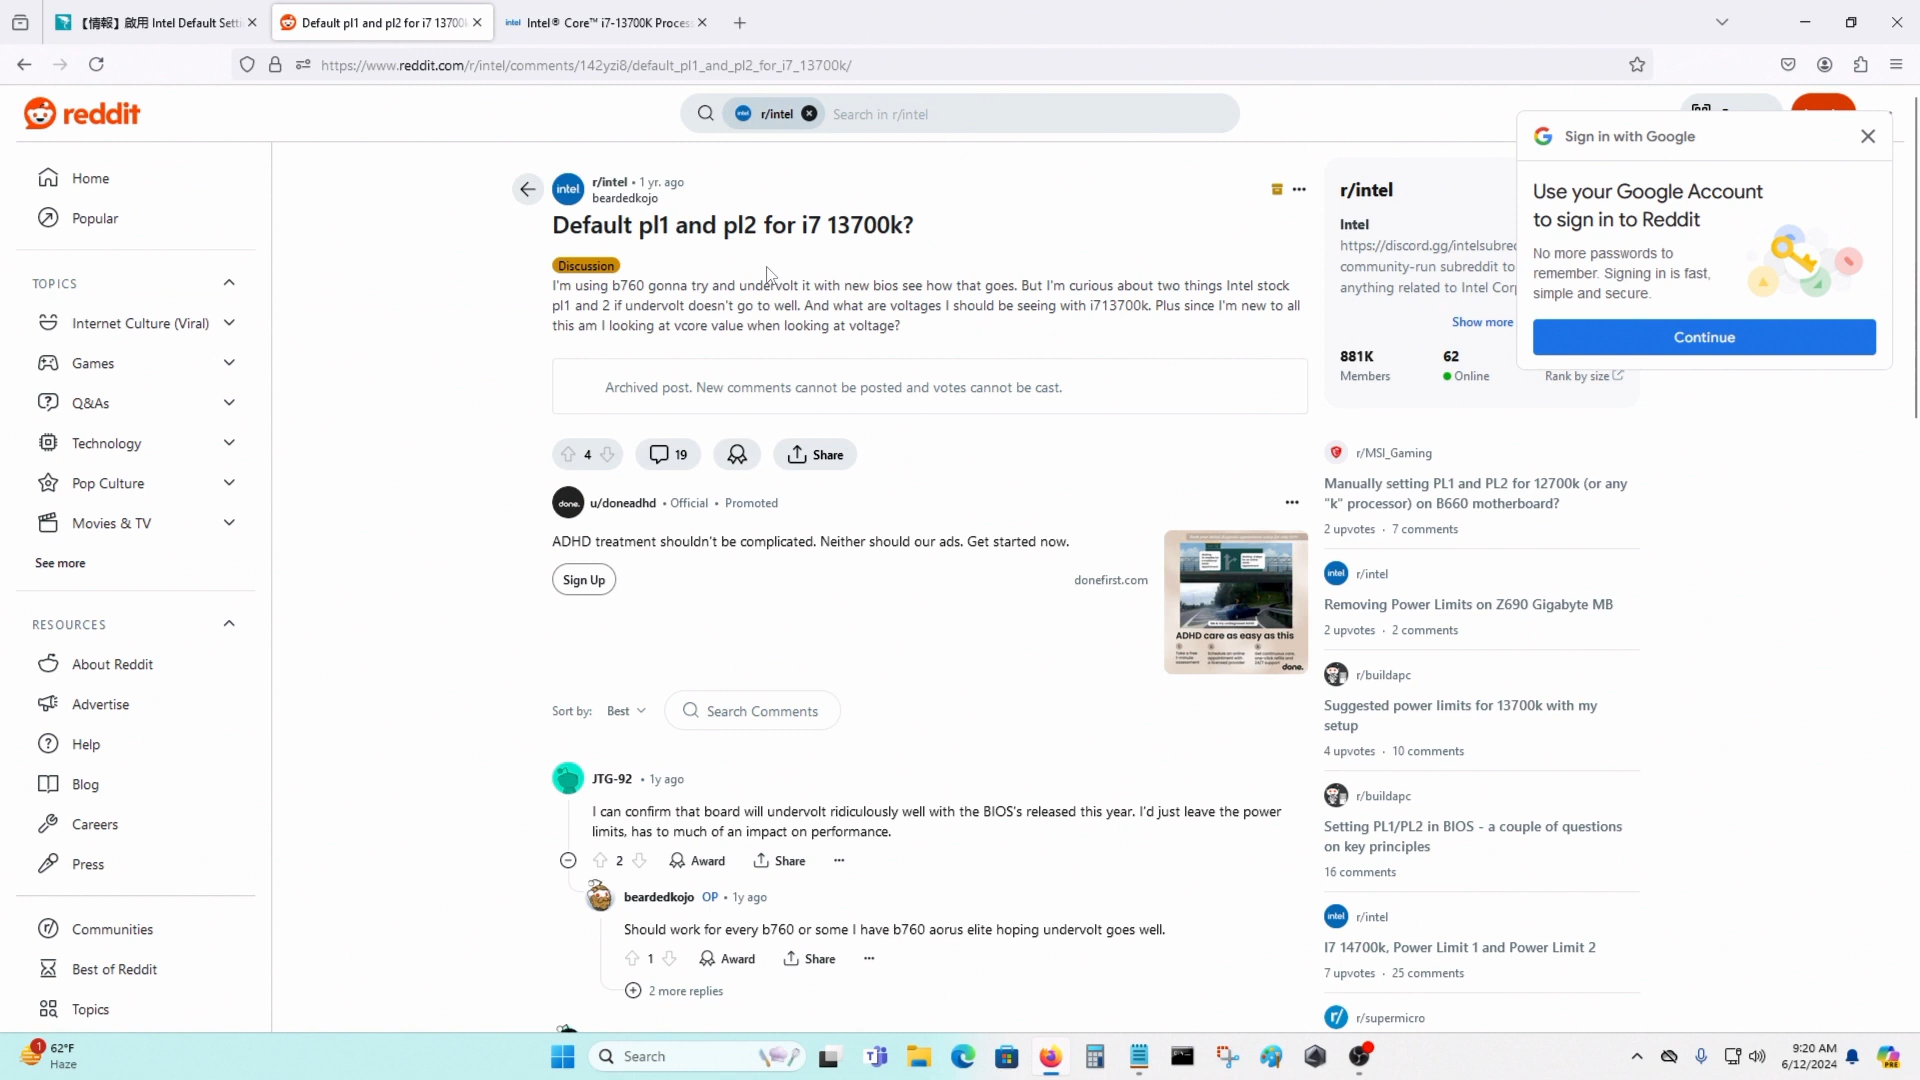 【情報】啟用 Intel Default Setti
Default pl1 and pl2 for i7 13700k
intel Intel® Core™ i7-13700K Process
https://www.reddit.com/r/intel/comments/142yzi8/default_pl1_and_pl2_for_i7_13700k/
reddit
r/intel
Search in r/intel
Sign in with Google
Use your Google Account
to sign in to Reddit
No more passwords to
remember. Signing in is fast,
simple and secure.
Continue
Home
Popular
TOPICS
Internet Culture (Viral)
Games
Q&As
Technology
Pop Culture
Movies & TV
See more
RESOURCES
About Reddit
Advertise
Help
Blog
Careers
Press
Communities
Best of Reddit
Topics
intel
r/intel • 1 yr. ago
beardedkojo
Default pl1 and pl2 for i7 13700k?
Discussion
I'm using b760 gonna try and undervolt it with new bios see how that goes. But I'm curious about two things Intel stock
pl1 and 2 if undervolt doesn't go to well. And what are voltages I should be seeing with i713700k. Plus since I'm new to all
this am I looking at vcore value when looking at voltage?
Archived post. New comments cannot be posted and votes cannot be cast.
4
19
Share
done.
u/doneadhd • Official • Promoted
ADHD treatment shouldn't be complicated. Neither should our ads. Get started now.
Sign Up
donefirst.com
ADHD care as easy as this
done.
Sort by: Best
Search Comments
JTG-92 • 1y ago
I can confirm that board will undervolt ridiculously well with the BIOS's released this year. I'd just leave the power
limits, has to much of an impact on performance.
2 Award Share
beardedkojo OP • 1y ago
Should work for every b760 or some I have b760 aorus elite hoping undervolt goes well.
1 Award Share
2 more replies
r/intel
Intel
https://discord.gg/intelsubred
community-run subreddit to
anything related to Intel Corp
Show more
881K
Members
62
Online
Rank by size
r/MSI_Gaming
Manually setting PL1 and PL2 for 12700k (or any
"k" processor) on B660 motherboard?
2 upvotes · 7 comments
intel
r/intel
Removing Power Limits on Z690 Gigabyte MB
2 upvotes · 2 comments
r/buildapc
Suggested power limits for 13700k with my
setup
4 upvotes · 10 comments
r/buildapc
Setting PL1/PL2 in BIOS - a couple of questions
on key principles
16 comments
intel
r/intel
I7 14700k, Power Limit 1 and Power Limit 2
7 upvotes · 25 comments
r/
r/supermicro
1
62°F
Haze
Search
9:20 AM
6/12/2024
PRE